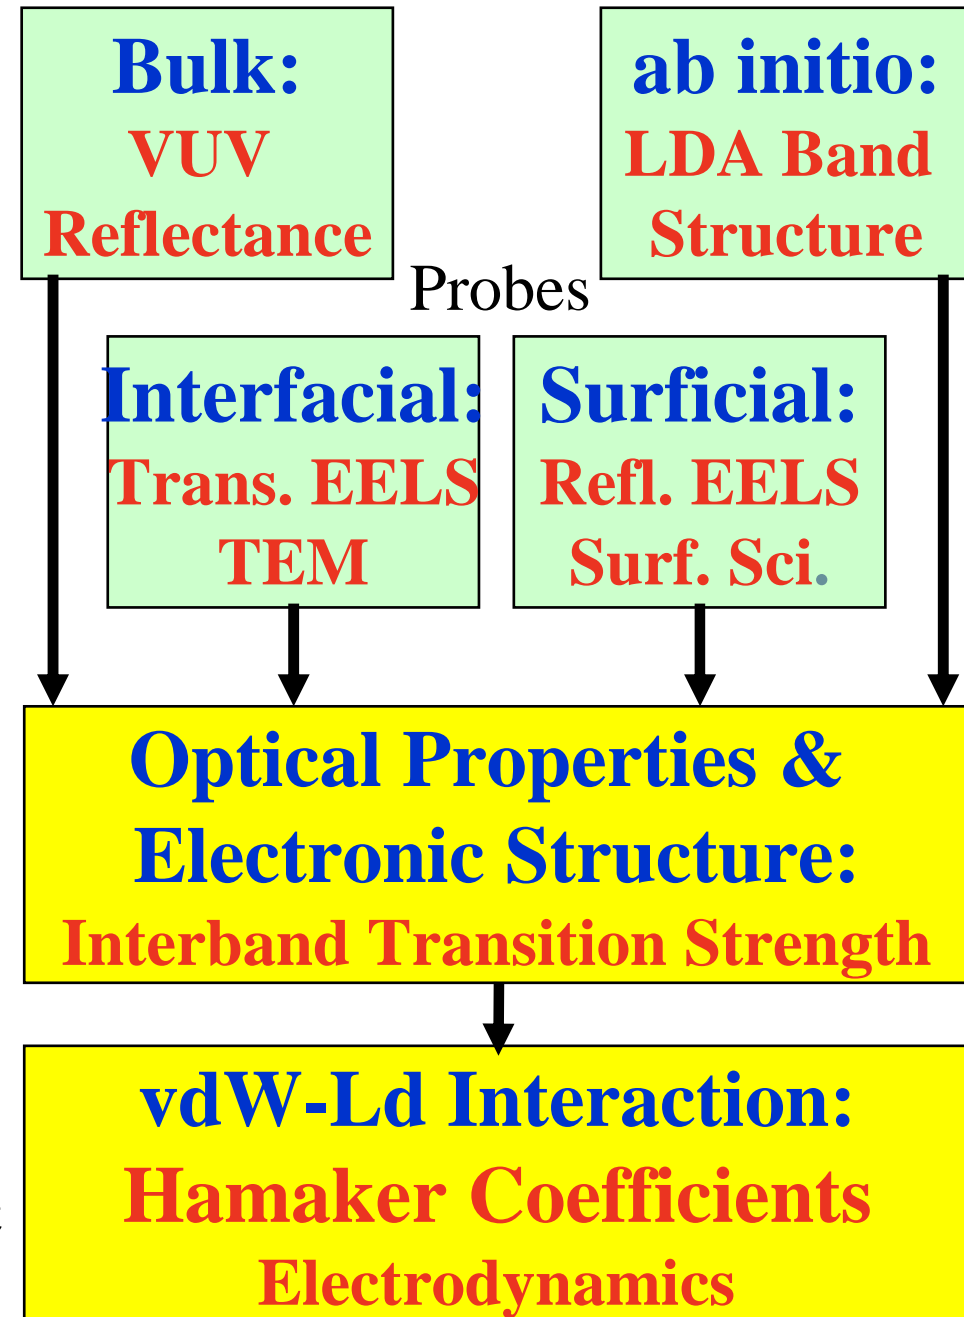 Bulk:
VUV
Reflectance
ab initio:
LDA Band
Structure
Probes
Interfacial:
Trans. EELS
TEM
Surficial:
Refl. EELS
Surf. Sci.
Optical Properties &
Electronic Structure:
Interband Transition Strength
vdW-Ld Interaction:
Hamaker Coefficients
Electrodynamics